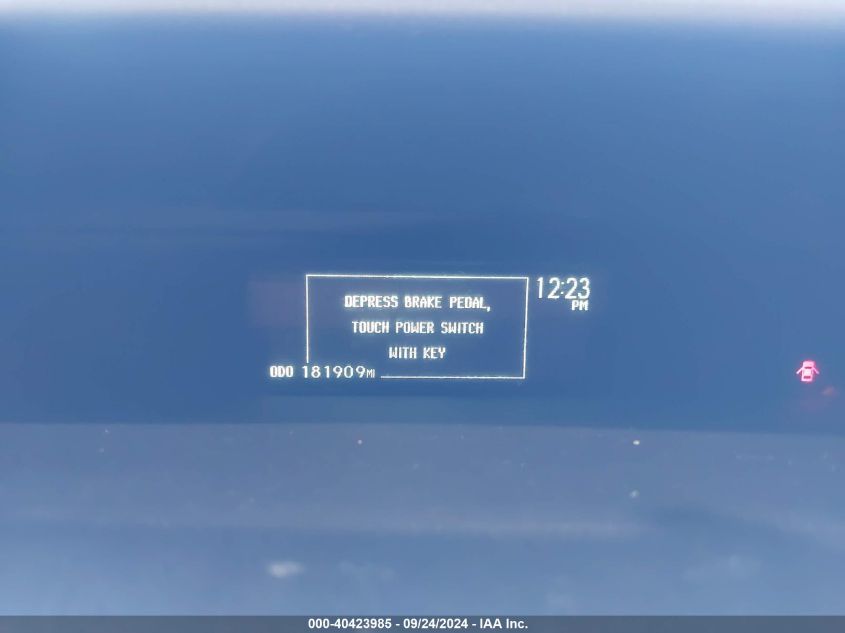 DEPRESS BRAKE PEDAL,
TOUCH POWER SWITCH
WITH KEY
12:23
PM
ODO 181909MI
000-40423985 - 09/24/2024 - IAA Inc.